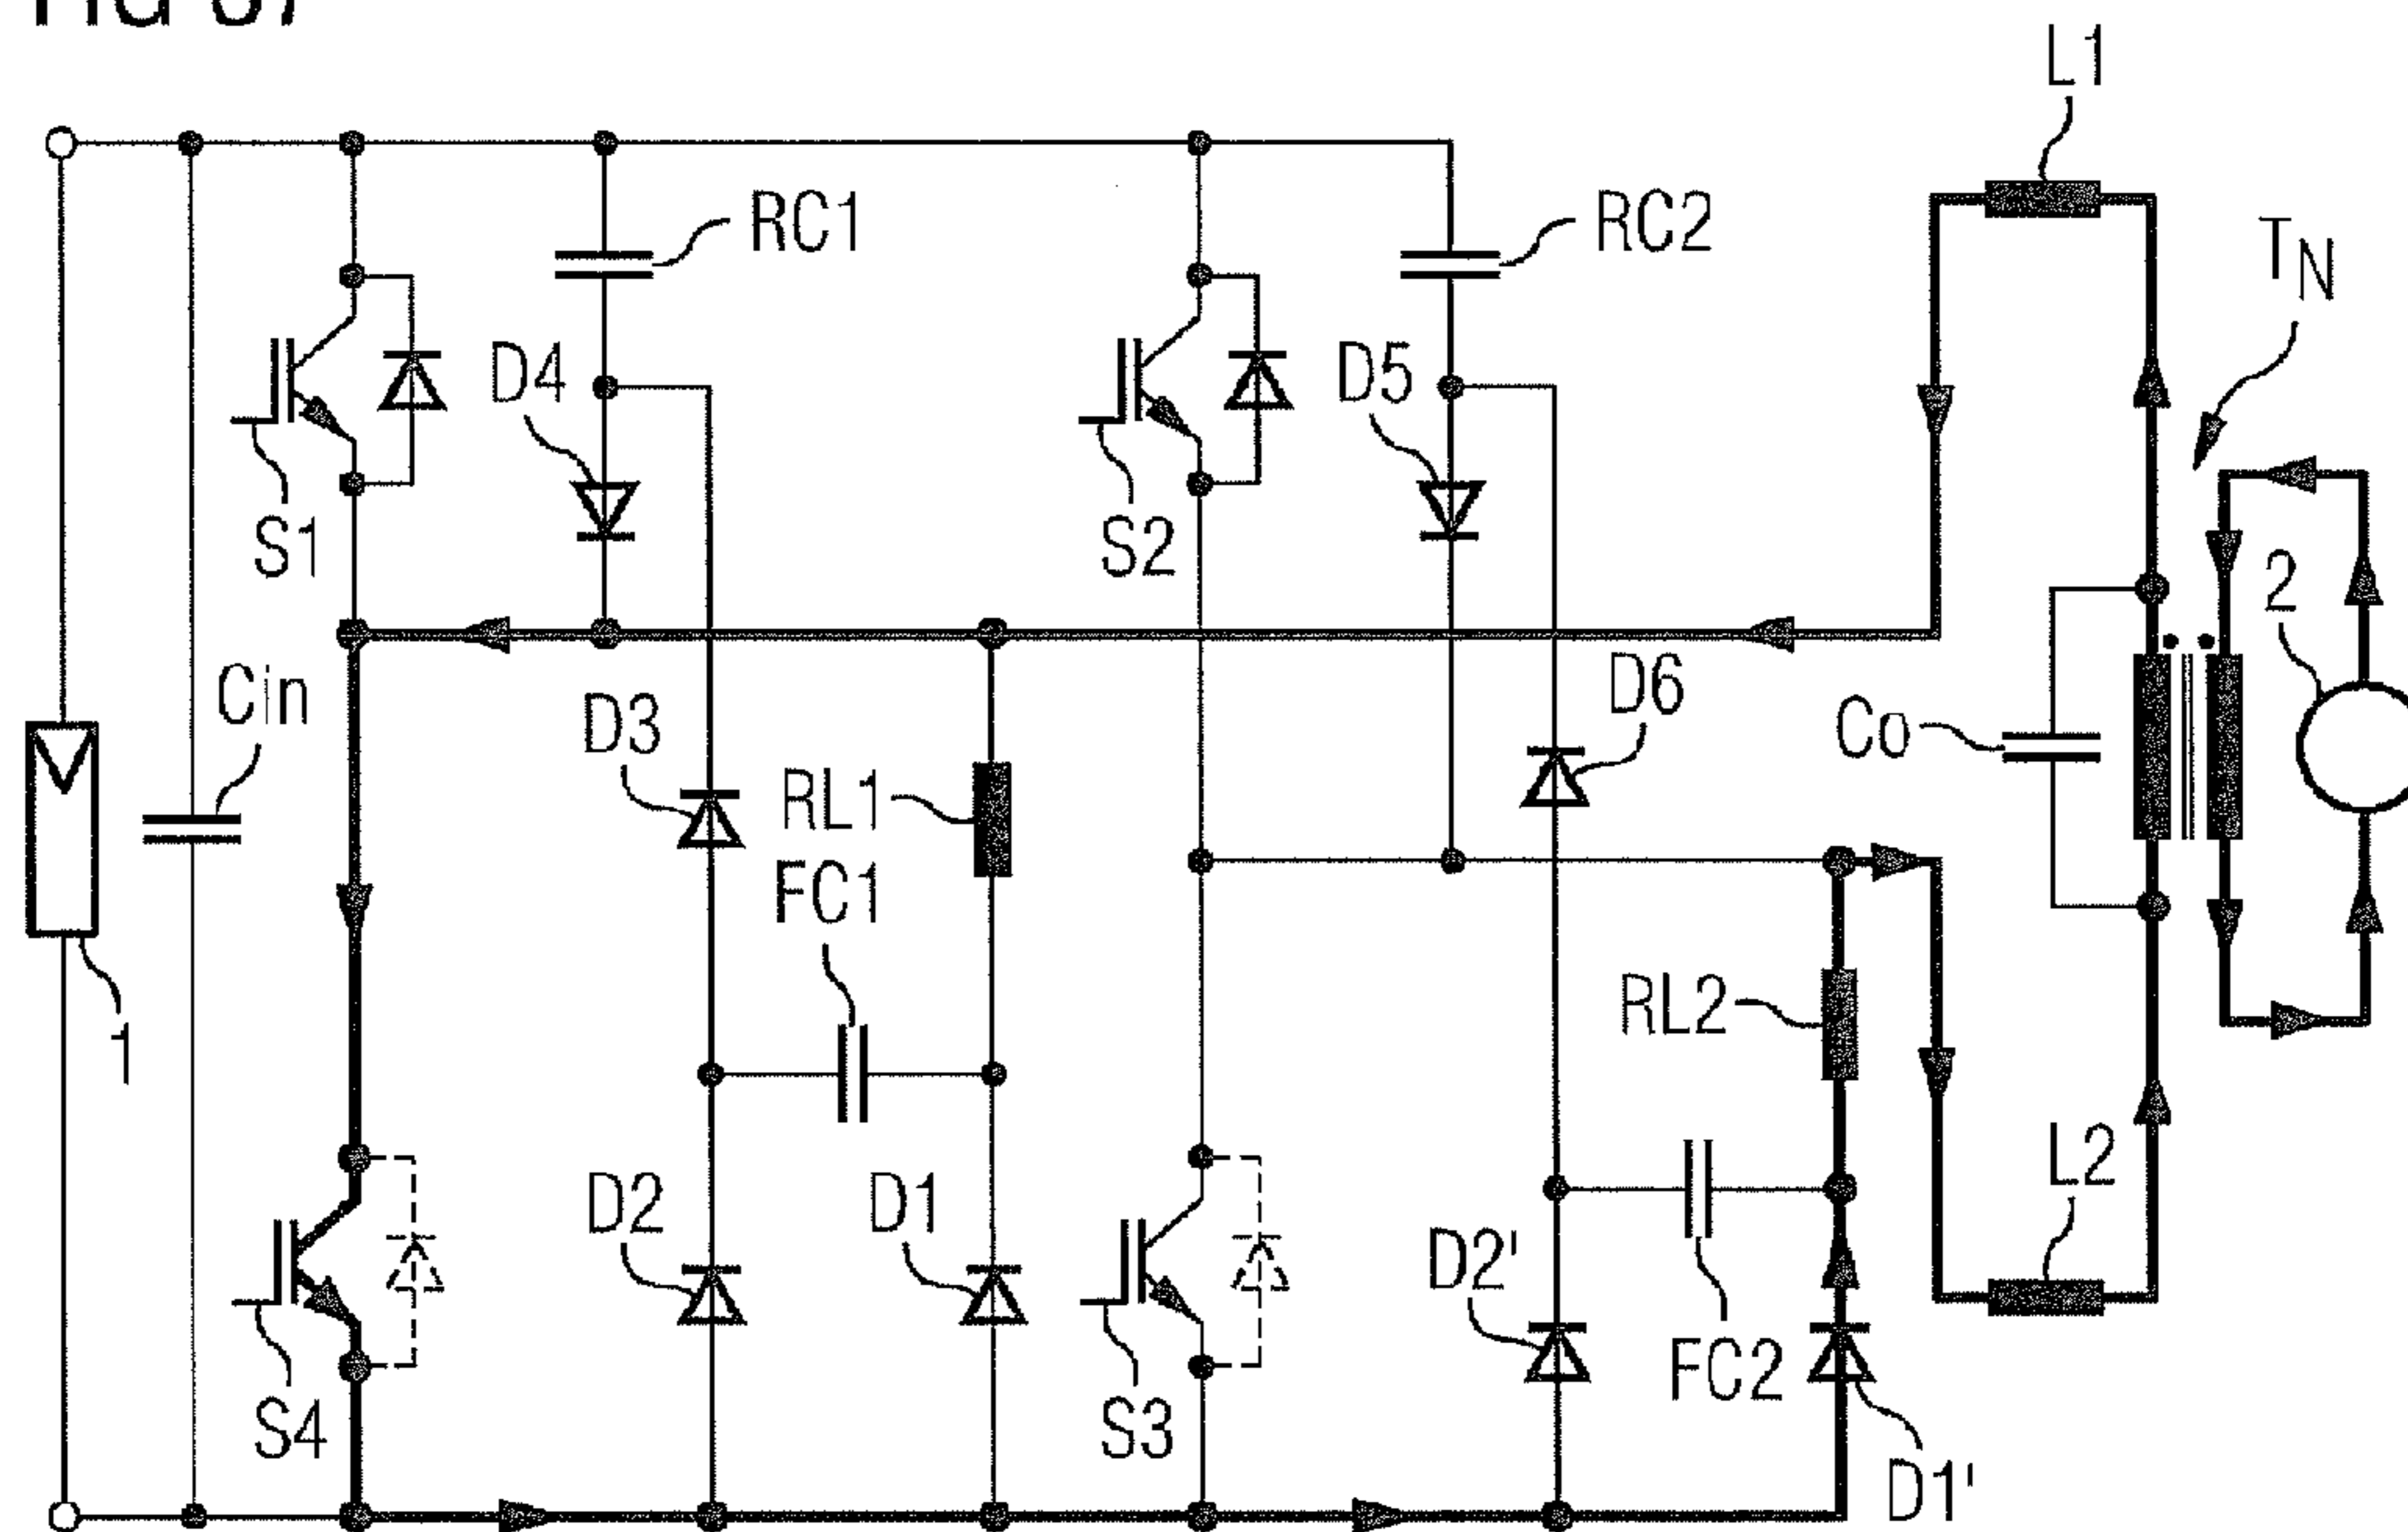 L1
RC1
RC2
T_N
D4
D5
S1
S2
2
Cin
D3
D6
Co
RL1
FC1
RL2
1
L2
D2
D1
D2'
FC2
S4
S3
D1'